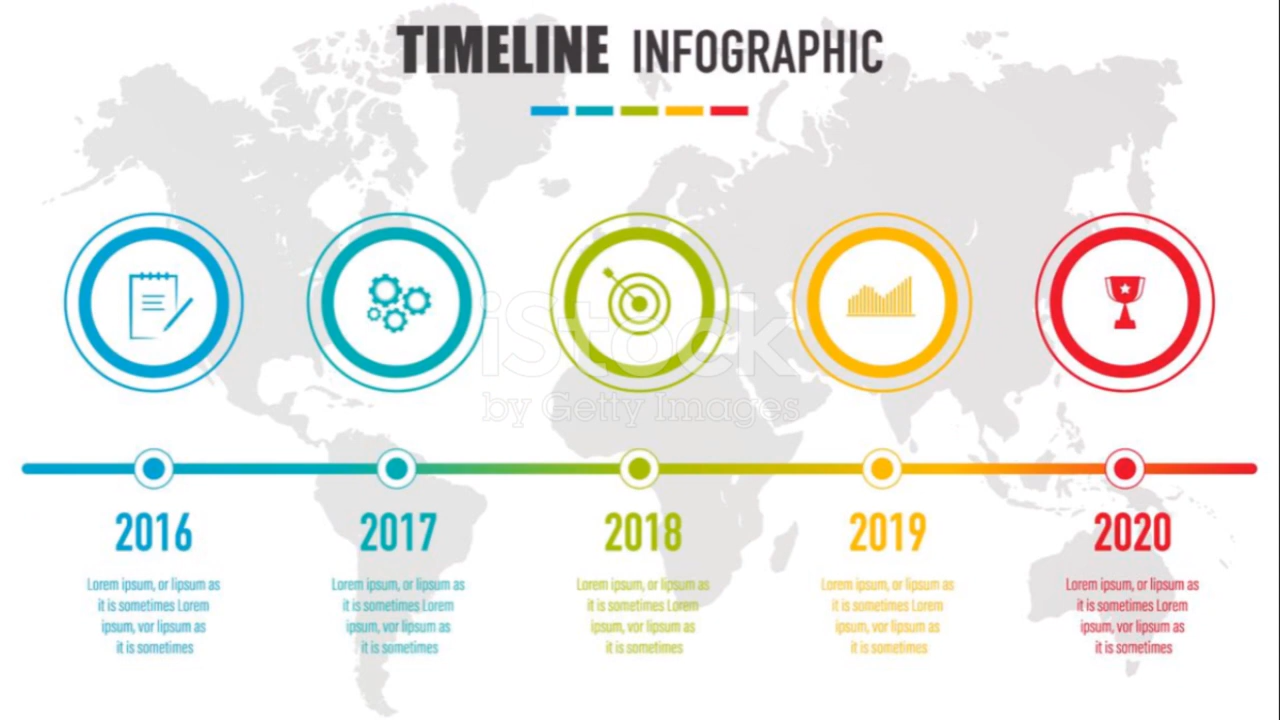 TIMELINE INFOGRAPHIC
iStock
by Getty Images
2016
Lorem ipsum, or lipsum as
it is sometimes Lorem
ipsum, vor lipsum as
it is sometimes
2017
Lorem ipsum, or lipsum as
it is sometimes Lorem
ipsum, vor lipsum as
it is sometimes
2018
Lorem ipsum, or lipsum as
it is sometimes Lorem
ipsum, vor lipsum as
it is sometimes
2019
Lorem ipsum, or lipsum as
it is sometimes Lorem
ipsum, vor lipsum as
it is sometimes
2020
Lorem ipsum, or lipsum as
it is sometimes Lorem
ipsum, vor lipsum as
it is sometimes